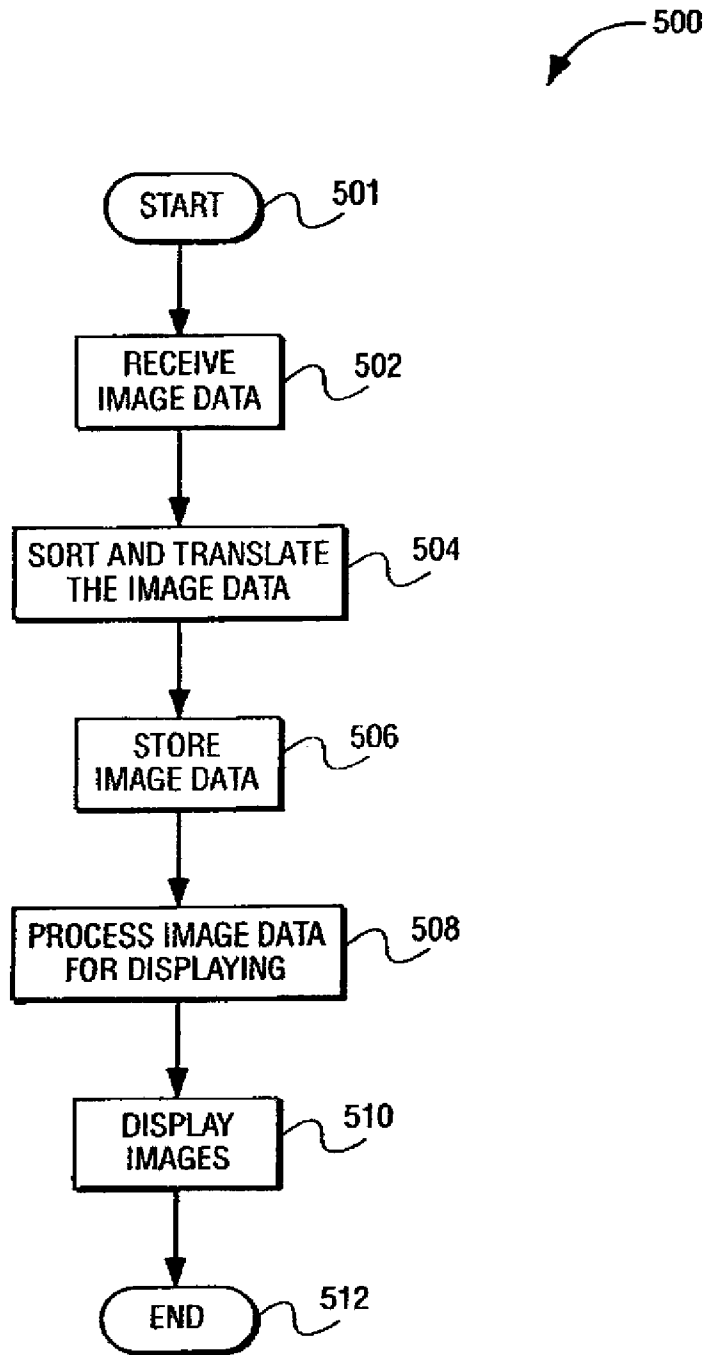 500
START
501
RECEIVE
IMAGE DATA
502
SORT AND TRANSLATE
THE IMAGE DATA
504
STORE
IMAGE DATA
506
PROCESS IMAGE DATA
FOR DISPLAYING
508
DISPLAY
IMAGES
510
END
512